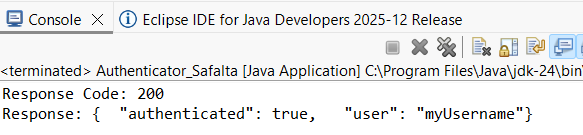 Console × Eclipse IDE for Java Developers 2025-12 Release
<terminated> Authenticator_Safalta [Java Application] C:\Program Files\Java\jdk-24\bin
Response Code: 200
Response: {  "authenticated": true,   "user": "myUsername"}